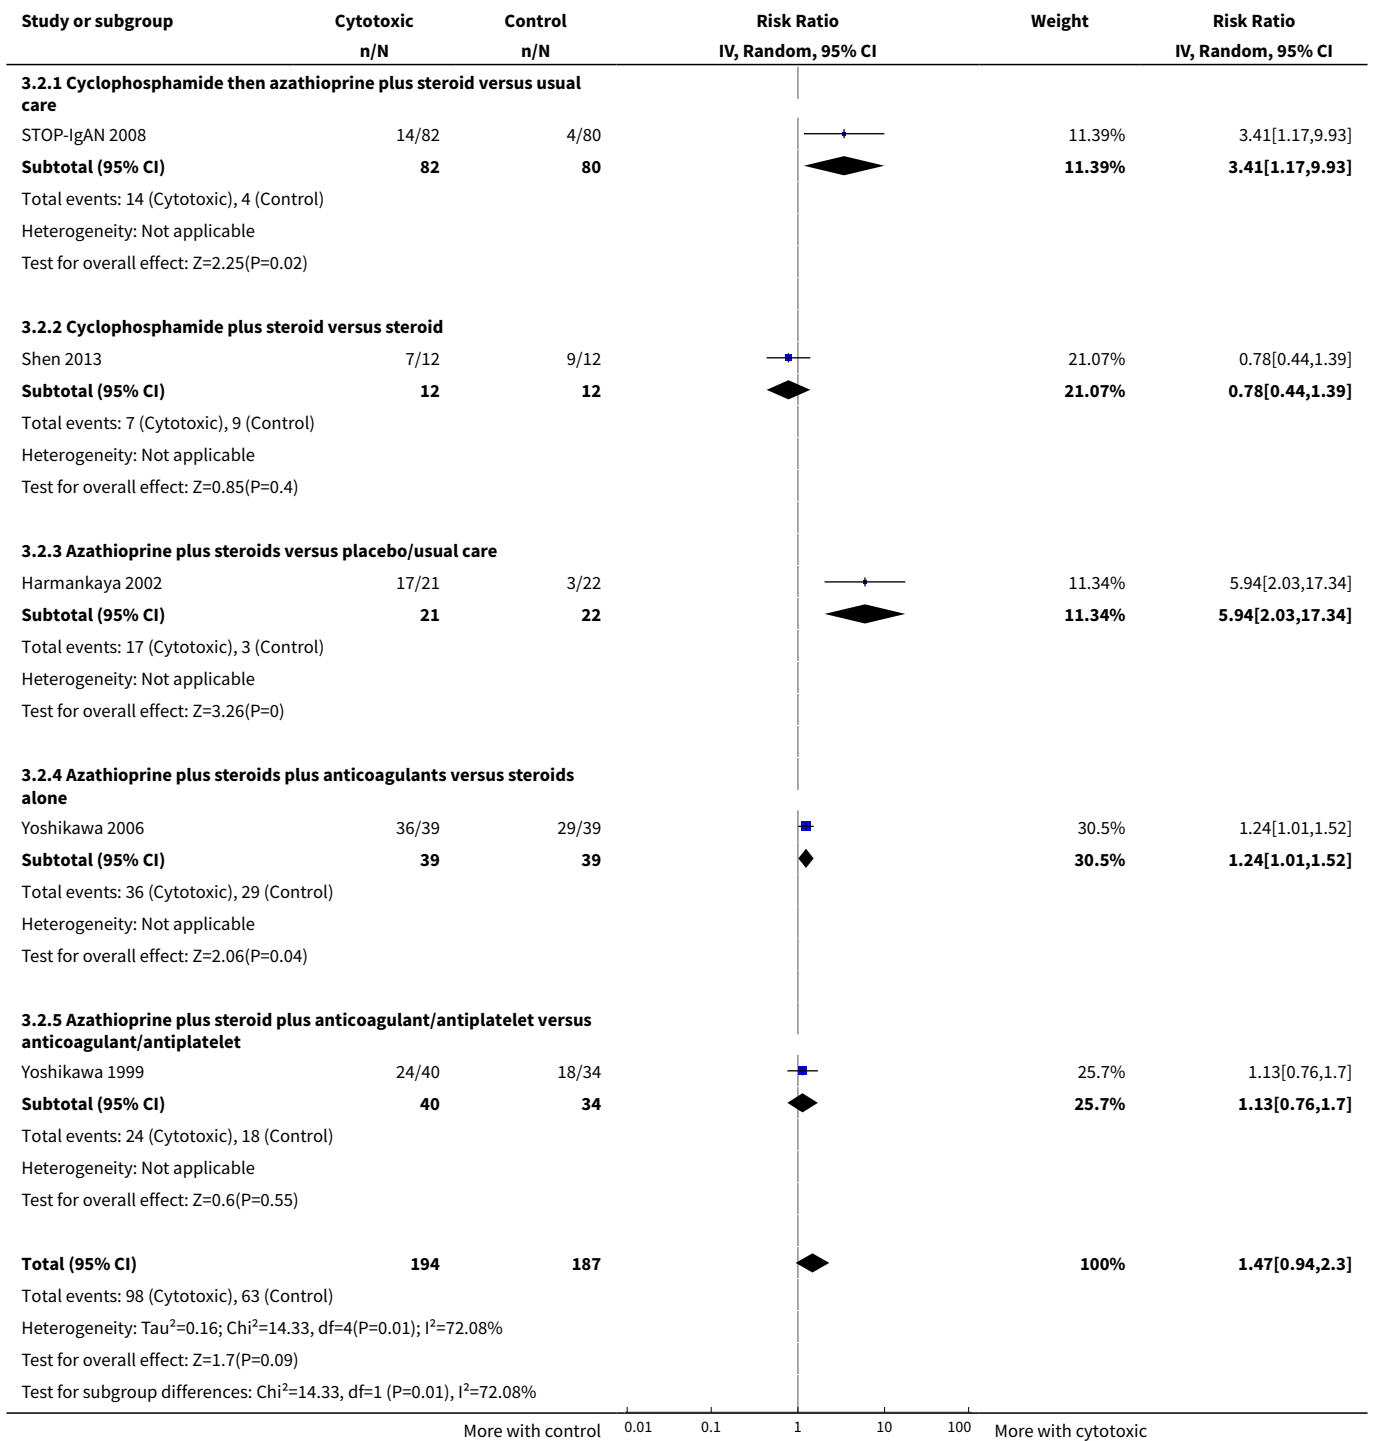 Study or subgroup Cytotoxic Control Risk Ratio Weight Risk Ratio
n/N n/N IV, Random, 95% CI IV, Random, 95% CI
3.2.1 Cyclophosphamide then azathioprine plus steroid versus usual
care
STOP-IgAN 2008 14/82 4/80 11.39% 3.41[1.17,9.93]
Subtotal (95% CI) 82 80 11.39% 3.41[1.17,9.93]
Total events: 14 (Cytotoxic), 4 (Control)
Heterogeneity: Not applicable
Test for overall effect: Z=2.25(P=0.02)
3.2.2 Cyclophosphamide plus steroid versus steroid
Shen 2013 7/12 9/12 21.07% 0.78[0.44,1.39]
Subtotal (95% CI) 12 12 21.07% 0.78[0.44,1.39]
Total events: 7 (Cytotoxic), 9 (Control)
Heterogeneity: Not applicable
Test for overall effect: Z=0.85(P=0.4)
3.2.3 Azathioprine plus steroids versus placebo/usual care
Harmankaya 2002 17/21 3/22 11.34% 5.94[2.03,17.34]
Subtotal (95% CI) 21 22 11.34% 5.94[2.03,17.34]
Total events: 17 (Cytotoxic), 3 (Control)
Heterogeneity: Not applicable
Test for overall effect: Z=3.26(P=0)
3.2.4 Azathioprine plus steroids plus anticoagulants versus steroids
alone
Yoshikawa 2006 36/39 29/39 30.5% 1.24[1.01,1.52]
Subtotal (95% CI) 39 39 30.5% 1.24[1.01,1.52]
Total events: 36 (Cytotoxic), 29 (Control)
Heterogeneity: Not applicable
Test for overall effect: Z=2.06(P=0.04)
3.2.5 Azathioprine plus steroid plus anticoagulant/antiplatelet versus
anticoagulant/antiplatelet
Yoshikawa 1999 24/40 18/34 25.7% 1.13[0.76,1.7]
Subtotal (95% CI) 40 34 25.7% 1.13[0.76,1.7]
Total events: 24 (Cytotoxic), 18 (Control)
Heterogeneity: Not applicable
Test for overall effect: Z=0.6(P=0.55)
Total (95% CI) 194 187 100% 1.47[0.94,2.3]
Total events: 98 (Cytotoxic), 63 (Control)
Heterogeneity: Tau²=0.16; Chi²=14.33, df=4(P=0.01); I²=72.08%
Test for overall effect: Z=1.7(P=0.09)
Test for subgroup differences: Chi²=14.33, df=1 (P=0.01), I²=72.08%
More with control 0.01 0.1 1 10 100 More with cytotoxic